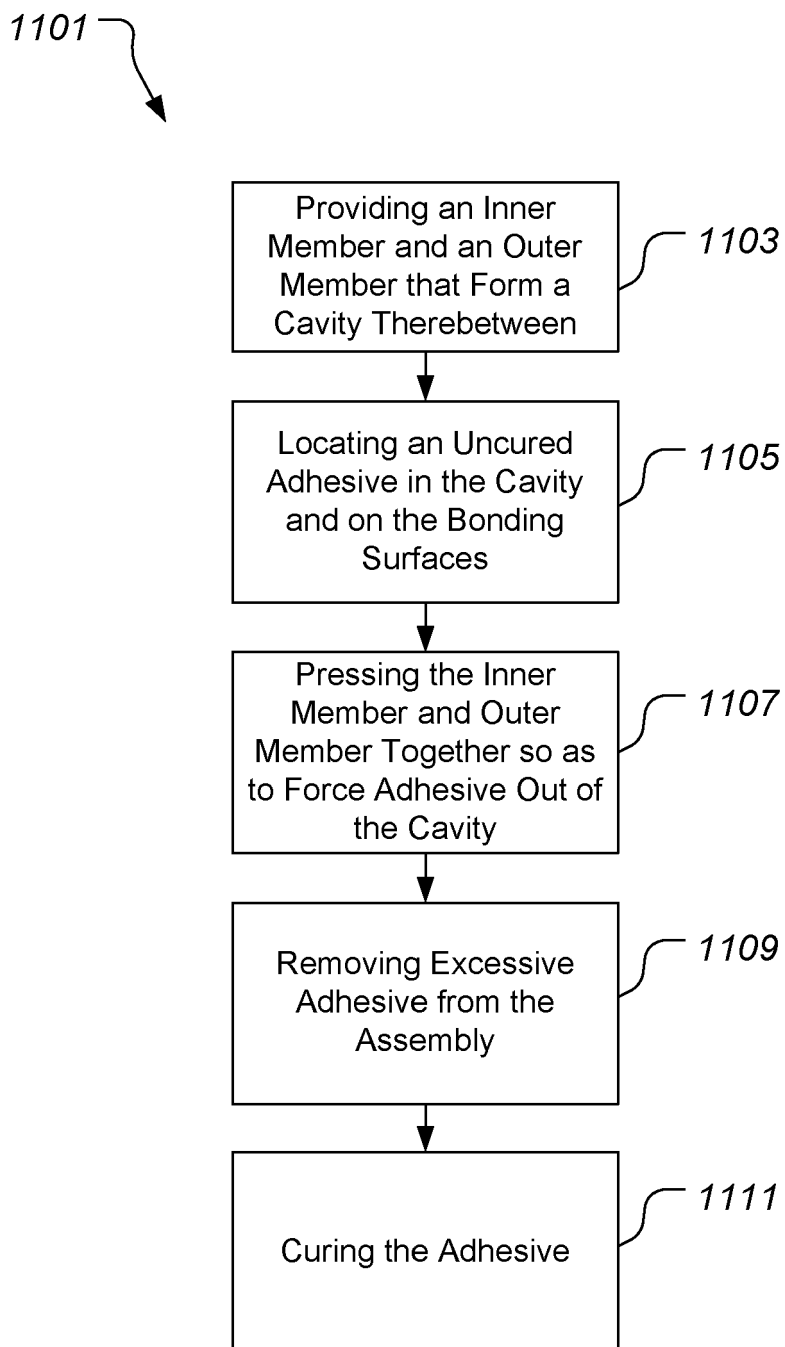 1101
Providing an Inner
Member and an Outer
Member that Form a
Cavity Therebetween
1103
Locating an Uncured
Adhesive in the Cavity
and on the Bonding
Surfaces
1105
Pressing the Inner
Member and Outer
Member Together so as
to Force Adhesive Out of
the Cavity
1107
Removing Excessive
Adhesive from the
Assembly
1109
Curing the Adhesive
1111